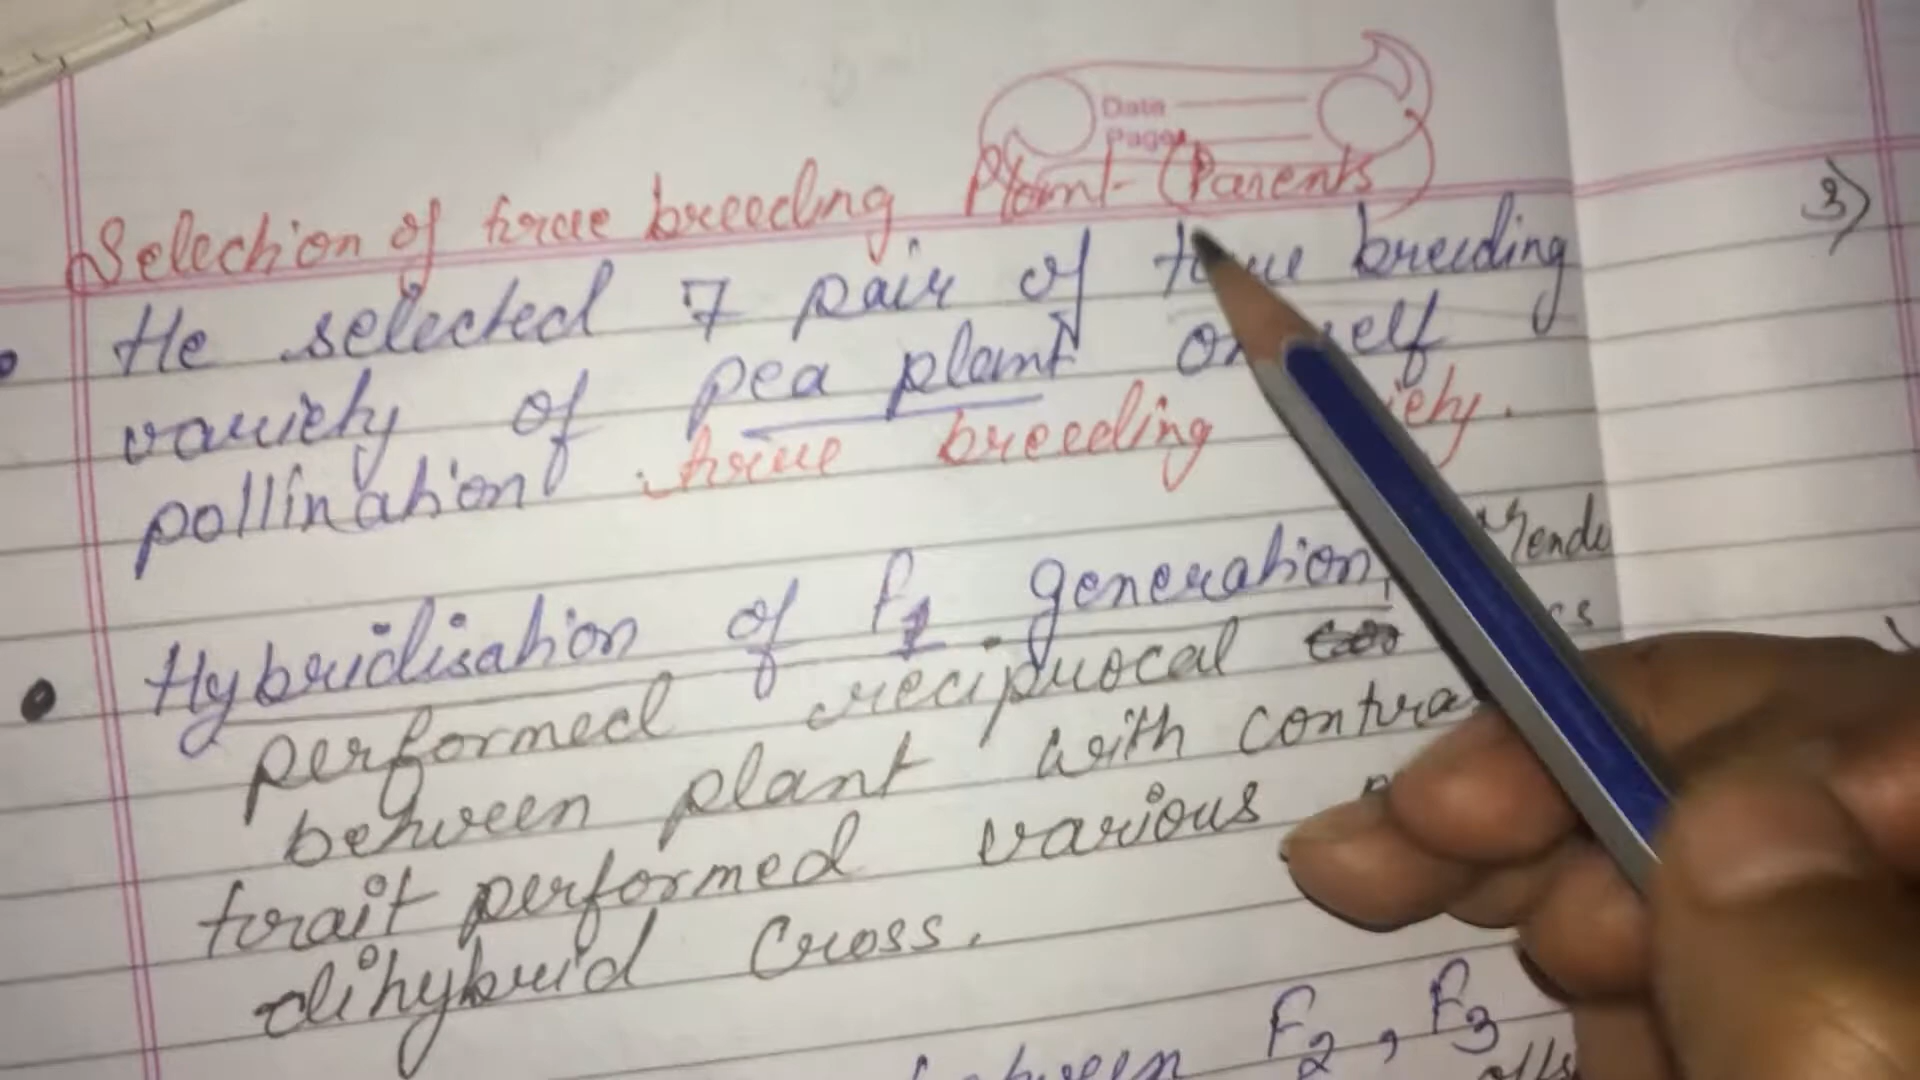 Date
Page
Selection of true breeding Plant (Parents
3)
He selected 7 pair of true breeding
variety of pea plant or self
pollination. true breeding
Hybridisation of F1 generation,
performed reciprocal
between plant with
trait performed various
dihybrid Cross.
F2, F3